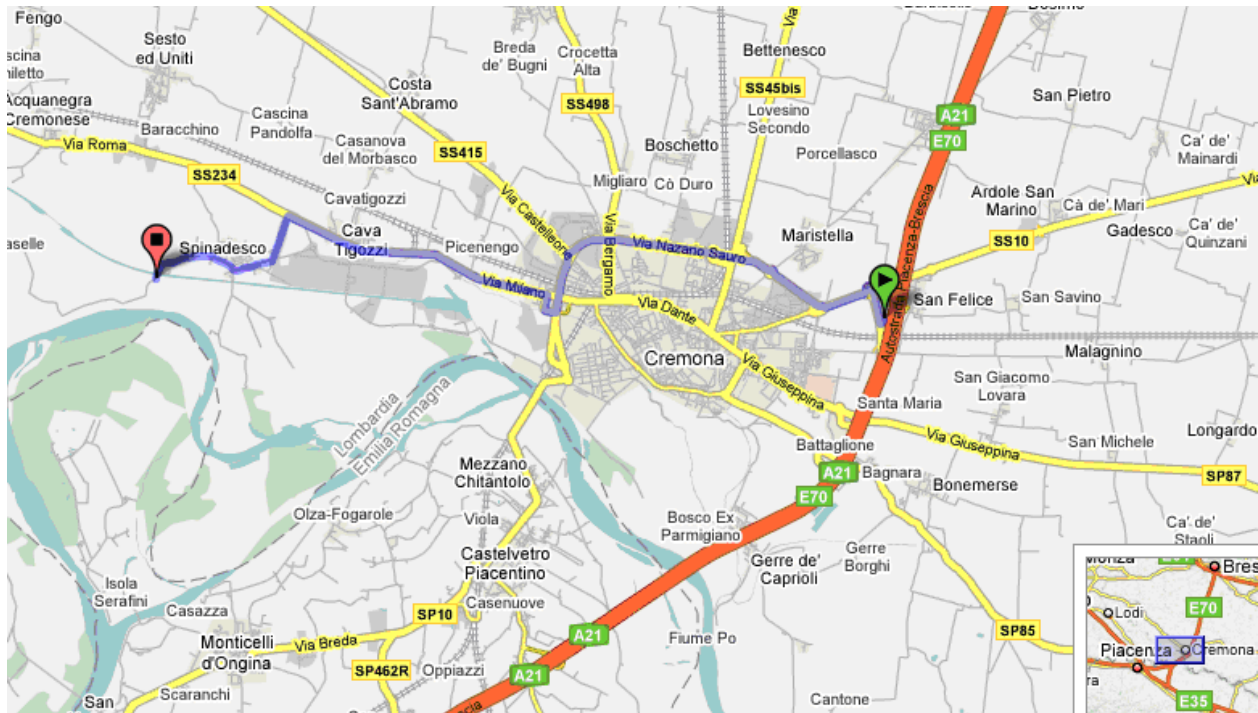 Fengo
Sesto
ed Uniti
Breda
de' Bugni
Crocetta
Alta
Via
Bettenesco
SS45bis
A21
E70
San Pietro
Costa
Sant'Abramo
SS498
Lovesino
Secondo
Acquanegra
Cremonese
Cascina
Pandolfa
Baracchino
Via Roma
Casanova
del Morbasco
SS415
Boschetto
Porcellasco
Ca' de'
Mainardi
SS234
Migliaro
Cò Duro
Ardole San
Marino
Cà de' Mari
Cavatigozzi
Via Castelleone
Via Bergamo
Via Nazario Sauro
Maristella
Autostrada Piacenza-Brescia
SS10
Gadesco
Ca' de'
Quinzani
Spinadesco
Cava
Tigozzi
Picenengo
Via Milano
Via Dante
San Felice
San Savino
Cremona
Malagnino
Via Giuseppina
San Giacomo
Lovara
Santa Maria
Lombardia
Emilia Romagna
Battaglione
Via Giuseppina
San Michele
Longardo
Mezzano
Chitantolo
A21
Bagnara
SP87
E70
Bonemerse
Olza-Fogarole
Viola
Bosco Ex
Parmigiano
Ca' de'
Staoli
Castelvetro
Piacentino
Gerre de'
Caprioli
Gerre
Borghi
Isola
Serafini
Casazza
SP10
Casenuove
Monticelli
d'Ongina
Via Breda
A21
Fiume Po
SP85
SP462R
Oppiazzi
A21
Scaranchi
San
Cantone
Lodi
E70
Piacenza
Cremona
E35